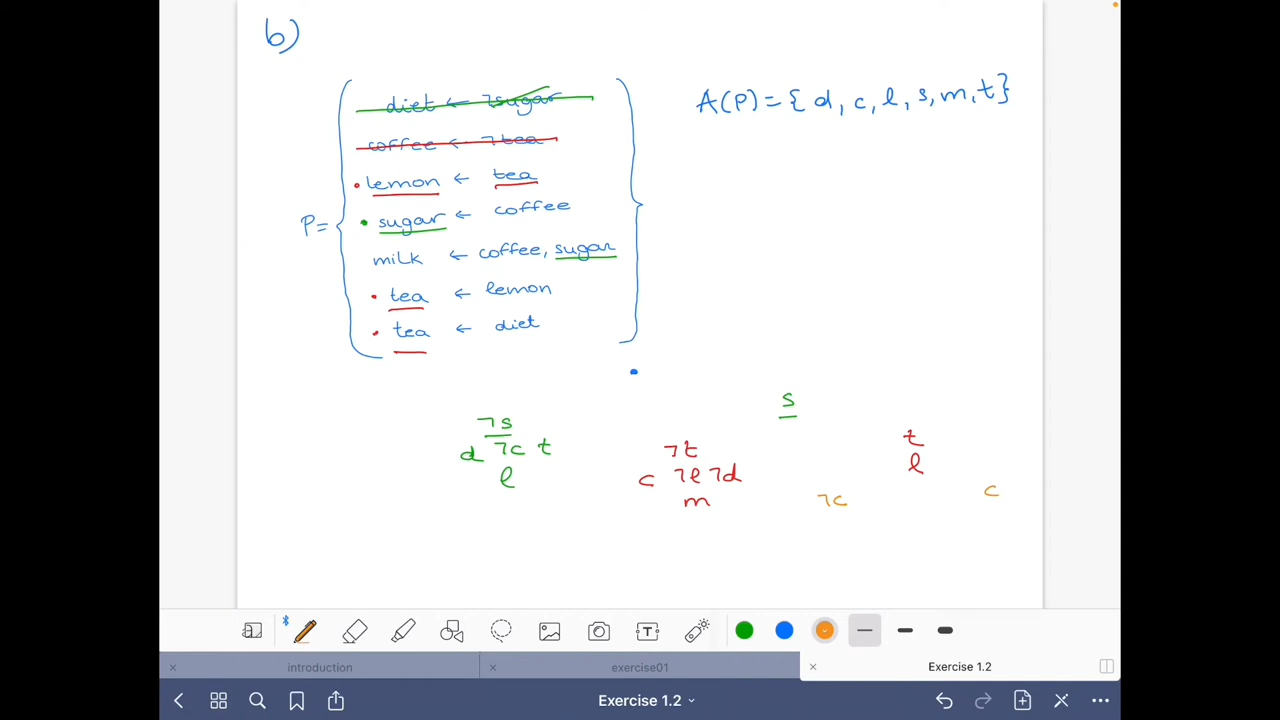 b)
diet ← ¬sugar
A(P) = { d, c, l, s, m, t}
coffee ← ¬tea
• lemon ← tea
• sugar ← coffee
P =
milk ← coffee, sugar
• tea ← lemon
• tea ← diet
s
¬s
t
d ¬c t
¬t
l
l
c ¬l ¬d
m
¬c
c
T
introduction
exercise01
Exercise 1.2
Exercise 1.2